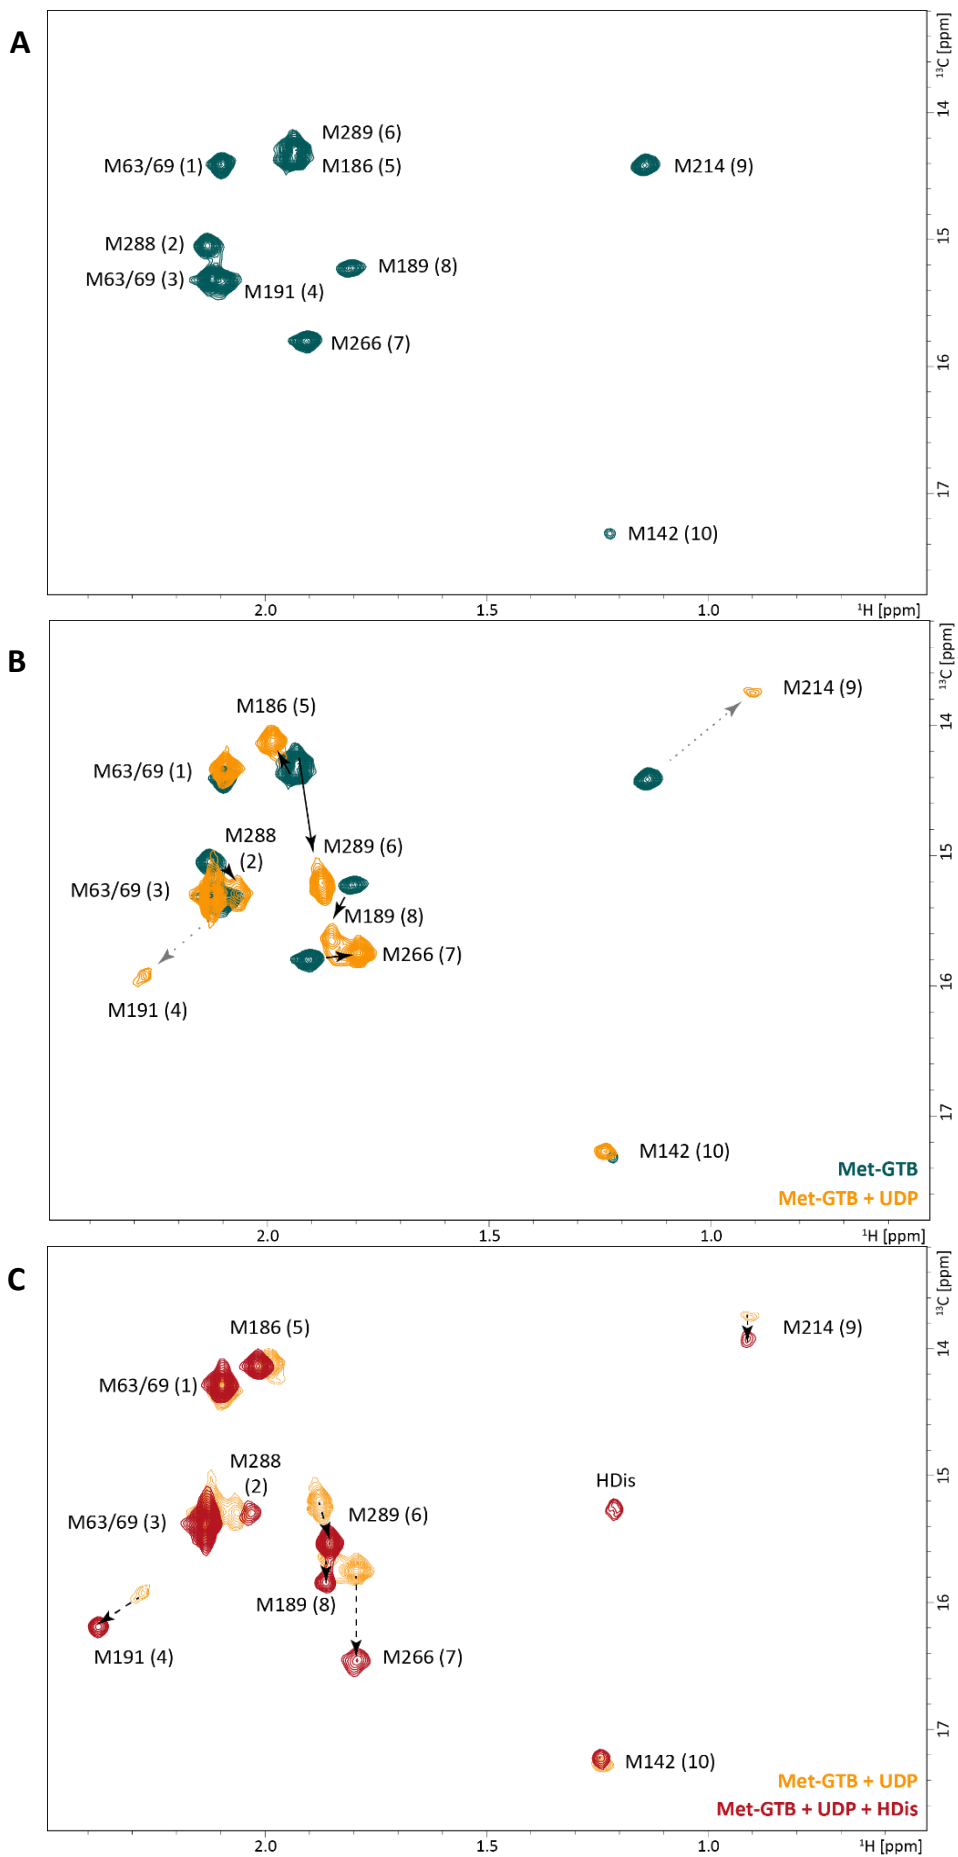 A
¹³C [ppm]
14
M289 (6)
M63/69 (1)
M186 (5)
M214 (9)
15
M288 (2)
M189 (8)
M63/69 (3)
M191 (4)
M266 (7)
16
17
M142 (10)
2.0
1.5
1.0
¹H [ppm]
B
¹³C [ppm]
M214 (9)
M186 (5)
14
M63/69 (1)
M288
(2)
M289 (6)
15
M63/69 (3)
M189 (8)
M266 (7)
16
M191 (4)
17
M142 (10)
Met-GTB
Met-GTB + UDP
2.0
1.5
1.0
¹H [ppm]
C
¹³C [ppm]
M186 (5)
M214 (9)
14
M63/69 (1)
M288
(2)
15
HDis
M289 (6)
M63/69 (3)
M189 (8)
16
M191 (4)
M266 (7)
17
M142 (10)
Met-GTB + UDP
Met-GTB + UDP + HDis
2.0
1.5
1.0
¹H [ppm]